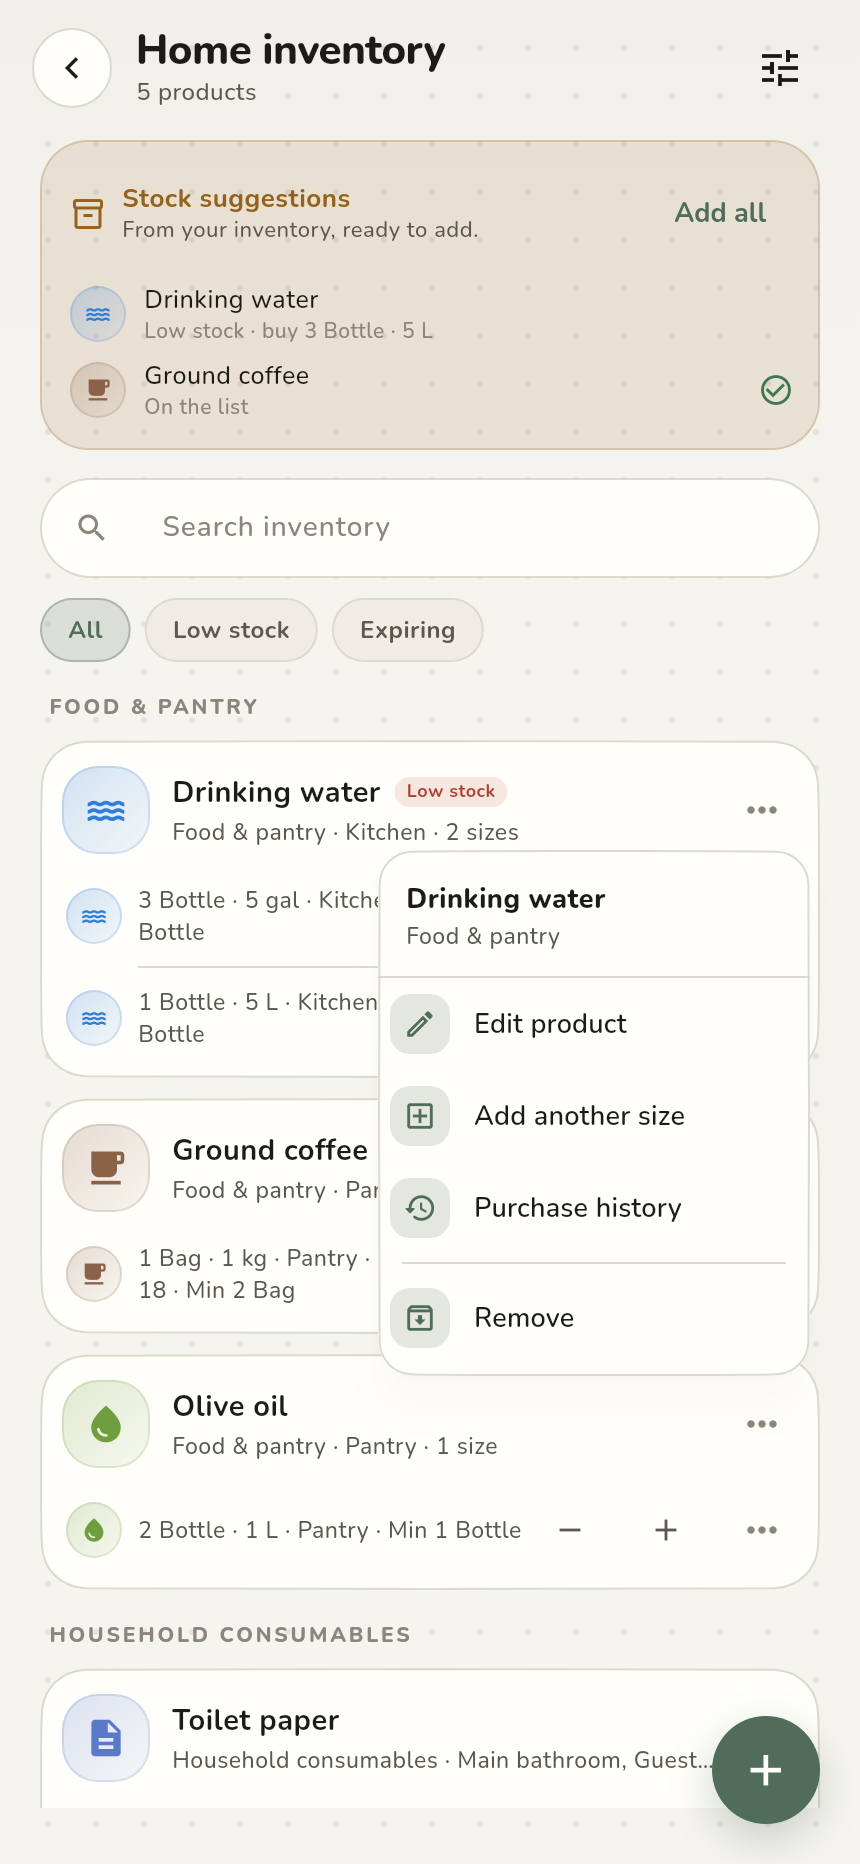 Home inventory
5 products
Stock suggestions
From your inventory, ready to add.
Add all
Drinking water
Low stock · buy 3 Bottle · 5 L
Ground coffee
On the list
Search inventory
All
Low stock
Expiring
FOOD & PANTRY
Drinking water
Low stock
Food & pantry · Kitchen · 2 sizes
3 Bottle · 5 gal · Kitche
Bottle
1 Bottle · 5 L · Kitchen
Bottle
Drinking water
Food & pantry
Edit product
Add another size
Purchase history
Remove
Ground coffee
Food & pantry · Par
1 Bag · 1 kg · Pantry ·
18 · Min 2 Bag
Olive oil
Food & pantry · Pantry · 1 size
2 Bottle · 1 L · Pantry · Min 1 Bottle
HOUSEHOLD CONSUMABLES
Toilet paper
Household consumables · Main bathroom, Guest...